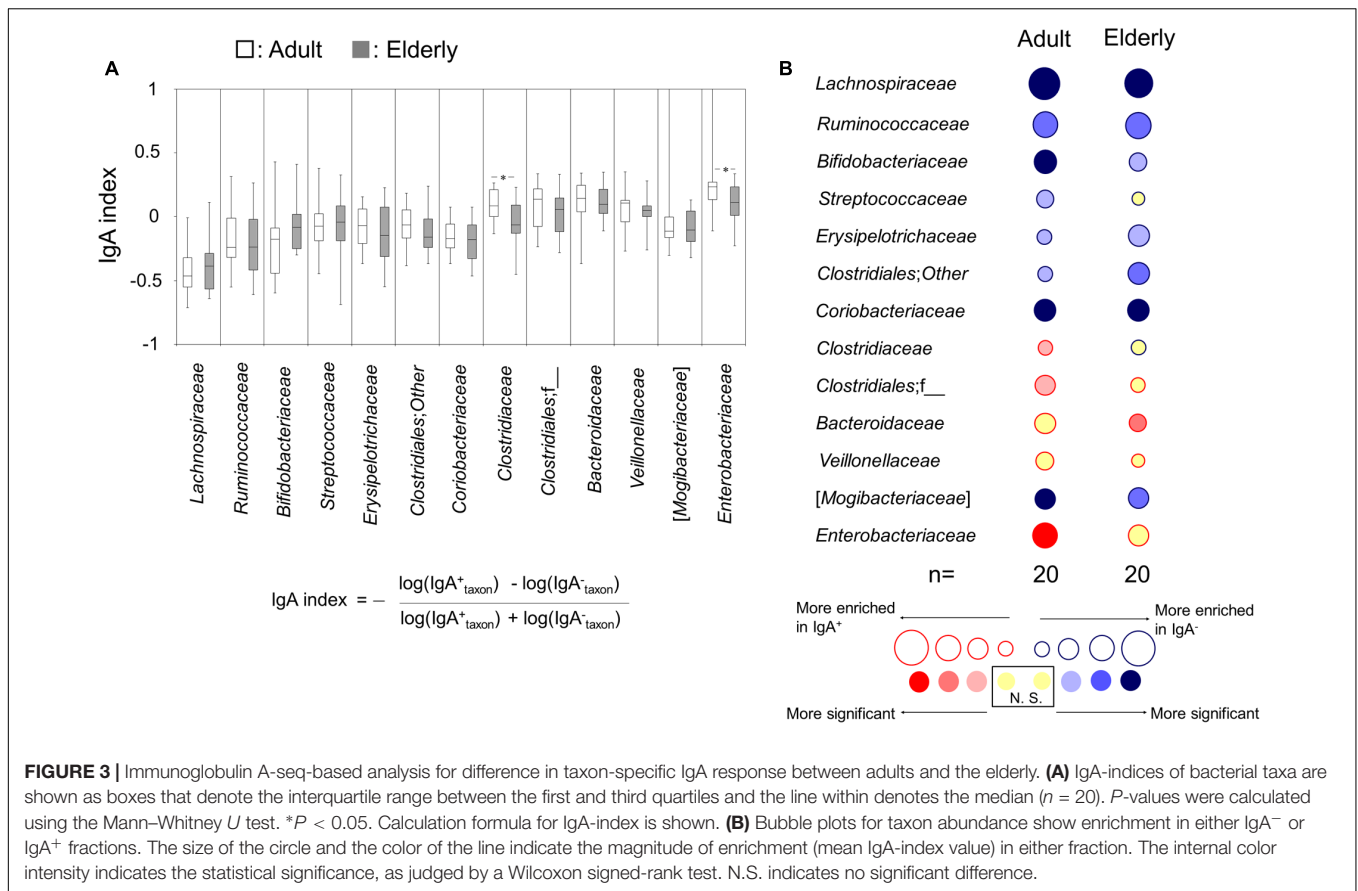 □: Adult ■: Elderly
A
IgA index
1
0.5
0
-0.5
-1
*
*
Lachnospiraceae
Ruminococcaceae
Bifidobacteriaceae
Streptococcaceae
Erysipelotrichaceae
Clostridiales;Other
Coriobacteriaceae
Clostridiaceae
Clostridiales;f__
Bacteroidaceae
Veillonellaceae
[Mogibacteriaceae]
Enterobacteriaceae
IgA index = − log(IgA⁺taxon) - log(IgA⁻taxon)
log(IgA⁺taxon) + log(IgA⁻taxon)
B
Adult Elderly
Lachnospiraceae
Ruminococcaceae
Bifidobacteriaceae
Streptococcaceae
Erysipelotrichaceae
Clostridiales;Other
Coriobacteriaceae
Clostridiaceae
Clostridiales;f__
Bacteroidaceae
Veillonellaceae
[Mogibacteriaceae]
Enterobacteriaceae
n= 20 20
More enriched
in IgA⁺
More enriched
in IgA⁻
N. S.
More significant
More significant
FIGURE 3 | Immunoglobulin A-seq-based analysis for difference in taxon-specific IgA response between adults and the elderly. (A) IgA-indices of bacterial taxa are
shown as boxes that denote the interquartile range between the first and third quartiles and the line within denotes the median (n = 20). P-values were calculated
using the Mann–Whitney U test. *P < 0.05. Calculation formula for IgA-index is shown. (B) Bubble plots for taxon abundance show enrichment in either IgA⁻ or
IgA⁺ fractions. The size of the circle and the color of the line indicate the magnitude of enrichment (mean IgA-index value) in either fraction. The internal color
intensity indicates the statistical significance, as judged by a Wilcoxon signed-rank test. N.S. indicates no significant difference.